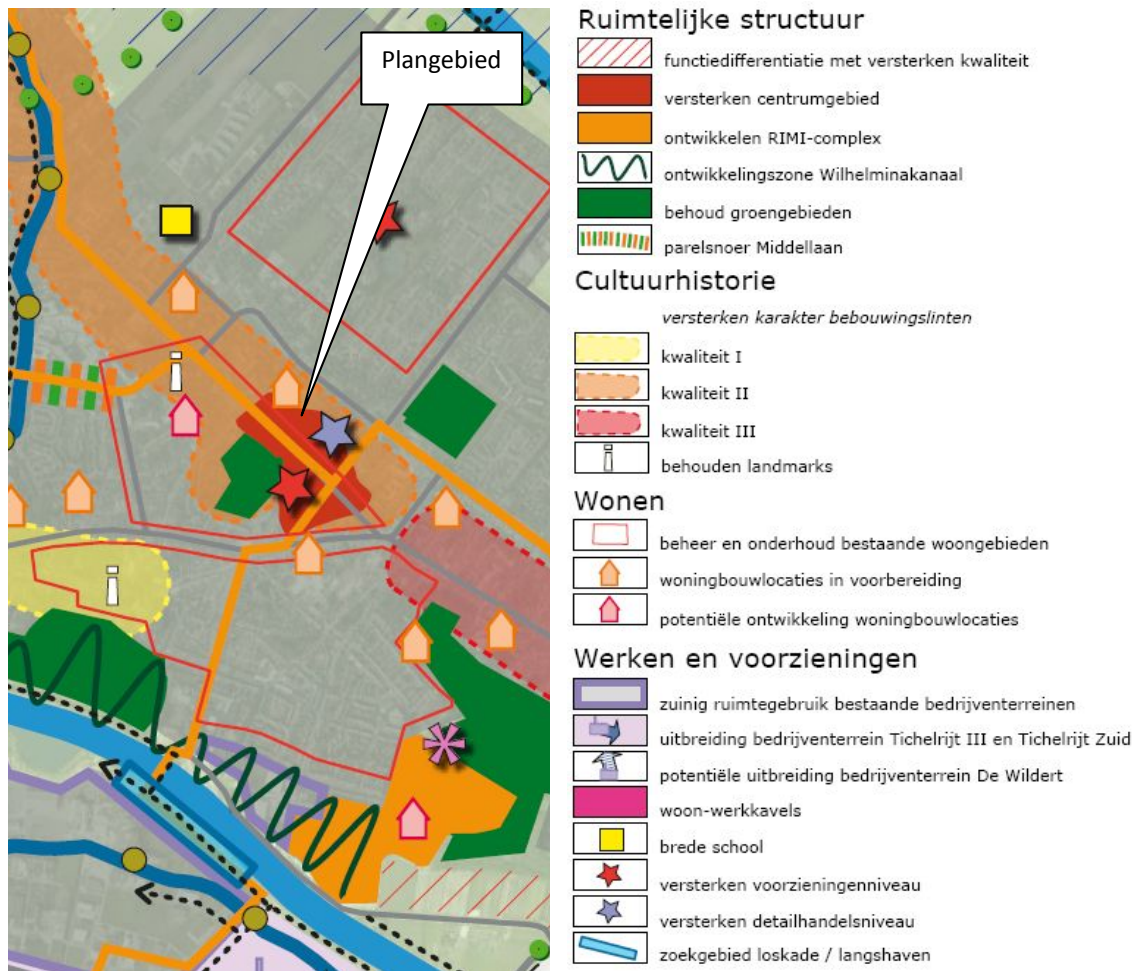 Plangebied
Ruimtelijke structuur
functiedifferentiatie met versterken kwaliteit
versterken centrumgebied
ontwikkelen RIMI-complex
ontwikkelingszone Wilhelminakanaal
behoud groengebieden
parelsnoer Middellaan
Cultuurhistorie
versterken karakter bebouwingslinten
kwaliteit I
kwaliteit II
kwaliteit III
behouden landmarks
Wonen
beheer en onderhoud bestaande woongebieden
woningbouwlocaties in voorbereiding
potentiële ontwikkeling woningbouwlocaties
Werken en voorzieningen
zuinig ruimtegebruik bestaande bedrijventerreinen
uitbreiding bedrijventerrein Tichelrijt III en Tichelrijt Zuid
potentiële uitbreiding bedrijventerrein De Wildert
woon-werkkavels
brede school
versterken voorzieningenniveau
versterken detailhandelsniveau
zoekgebied loskade / langshaven